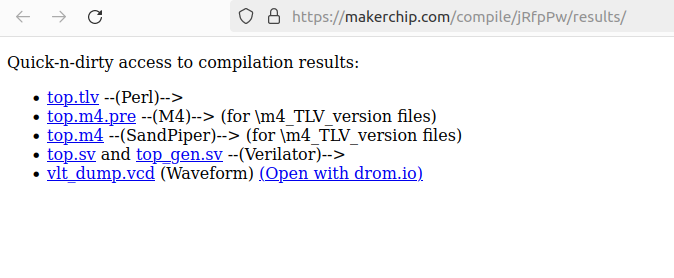 https://makerchip.com/compile/jRfpPw/results/
Quick-n-dirty access to compilation results:
• top.tlv --(Perl)-->
• top.m4.pre --(M4)--> (for \m4_TLV_version files)
• top.m4 --(SandPiper)--> (for \m4_TLV_version files)
• top.sv and top_gen.sv --(Verilator)-->
• vlt_dump.vcd (Waveform) (Open with drom.io)